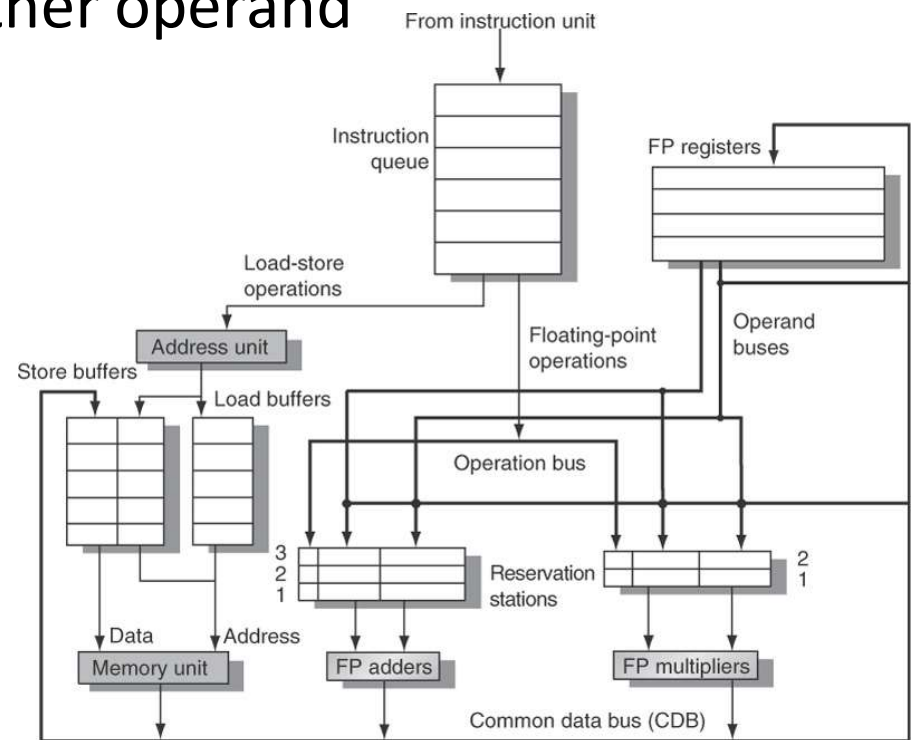 her operand
From instruction unit
Instruction
queue
FP registers
Load-store
operations
Floating-point
operations
Operand
buses
Address unit
Store buffers
Load buffers
Operation bus
3
2
1
Reservation
stations
2
1
Data
Address
Memory unit
FP adders
FP multipliers
Common data bus (CDB)